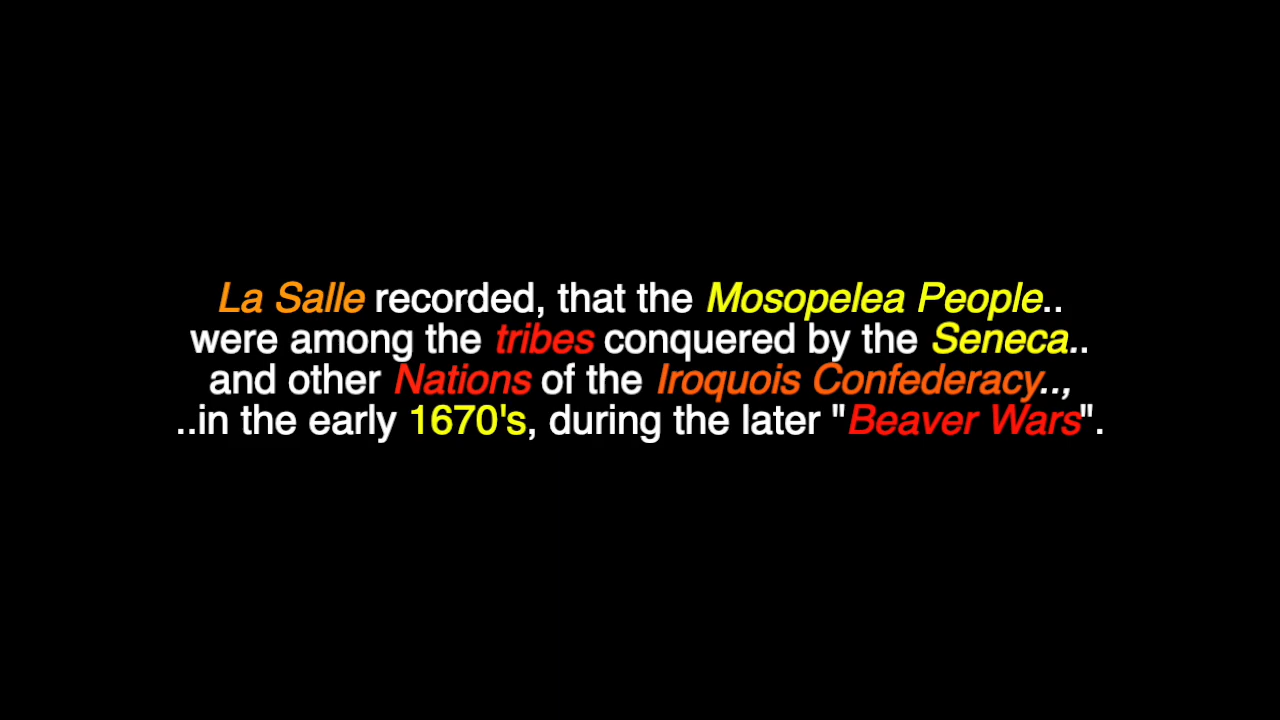 La Salle recorded, that the Mosopelea People..
were among the tribes conquered by the Seneca..
and other Nations of the Iroquois Confederacy..,
..in the early 1670's, during the later "Beaver Wars".